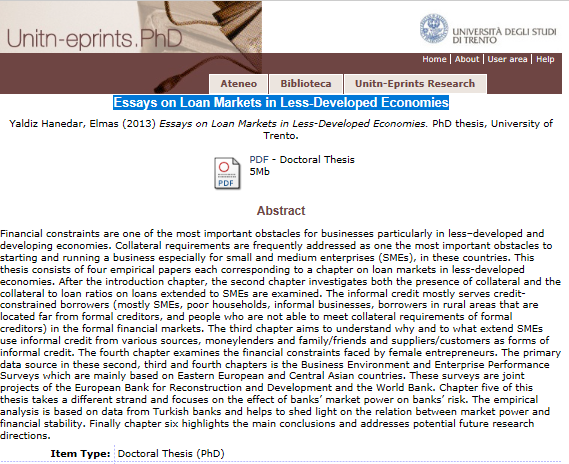 Unitn-eprints.PhD
UNIVERSITÀ DEGLI STUDI
DI TRENTO
Home | About | User area | Help
Ateneo Biblioteca Unitn-Eprints Research
Essays on Loan Markets in Less-Developed Economies
Yaldiz Hanedar, Elmas (2013) Essays on Loan Markets in Less-Developed Economies. PhD thesis, University of
Trento.
PDF
PDF - Doctoral Thesis
5Mb
Abstract
Financial constraints are one of the most important obstacles for businesses particularly in less–developed and
developing economies. Collateral requirements are frequently addressed as one the most important obstacles to
starting and running a business especially for small and medium enterprises (SMEs), in these countries. This
thesis consists of four empirical papers each corresponding to a chapter on loan markets in less-developed
economies. After the introduction chapter, the second chapter investigates both the presence of collateral and the
collateral to loan ratios on loans extended to SMEs are examined. The informal credit mostly serves credit-
constrained borrowers (mostly SMEs, poor households, informal businesses, borrowers in rural areas that are
located far from formal creditors, and people who are not able to meet collateral requirements of formal
creditors) in the formal financial markets. The third chapter aims to understand why and to what extend SMEs
use informal credit from various sources, moneylenders and family/friends and suppliers/customers as forms of
informal credit. The fourth chapter examines the financial constraints faced by female entrepreneurs. The primary
data source in these second, third and fourth chapters is the Business Environment and Enterprise Performance
Surveys which are mainly based on Eastern European and Central Asian countries. These surveys are joint
projects of the European Bank for Reconstruction and Development and the World Bank. Chapter five of this
thesis takes a different strand and focuses on the effect of banks’ market power on banks’ risk. The empirical
analysis is based on data from Turkish banks and helps to shed light on the relation between market power and
financial stability. Finally chapter six highlights the main conclusions and addresses potential future research
directions.
Item Type: Doctoral Thesis (PhD)